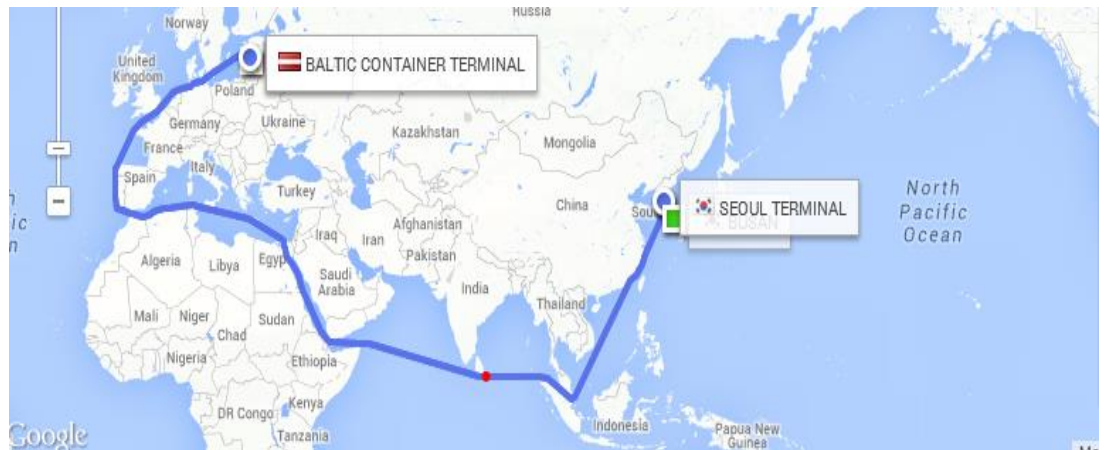 Russia
Norway
BALTIC CONTAINER TERMINAL
United
Kingdom
Poland
Germany
Ukraine
Kazakhstan
Mongolia
France
Italy
Spain
Turkey
North
Pacific
Ocean
China
SEOUL TERMINAL
BUSAN
Afghanistan
Iraq
Iran
Pakistan
Algeria
Libya
Egypt
Saudi
Arabia
India
Thailand
Mali
Niger
Chad
Sudan
Nigeria
Ethiopia
DR Congo
Kenya
Indonesia
Papua New
Guinea
Tanzania
Google